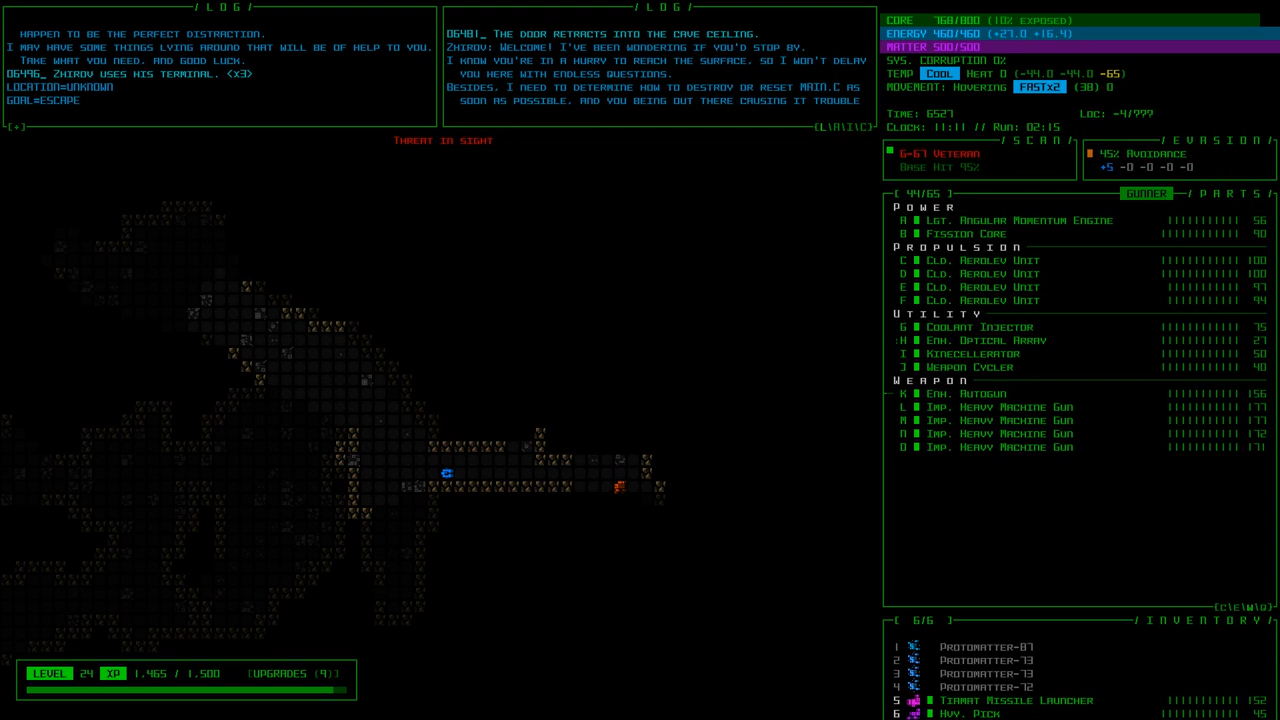 / L O G /
HAPPEN TO BE THE PERFECT DISTRACTION.
I MAY HAVE SOME THINGS LYING AROUND THAT WILL BE OF HELP TO YOU.
TAKE WHAT YOU NEED, AND GOOD LUCK.
06496_ ZHIROV USES HIS TERMINAL. <X3>
LOCATION=UNKNOWN
GOAL=ESCAPE
[+]
/ L O G /
06481_ THE DOOR RETRACTS INTO THE CAVE CEILING.
ZHIROV: WELCOME! I'VE BEEN WONDERING IF YOU'D STOP BY.
I KNOW YOU'RE IN A HURRY TO REACH THE SURFACE, SO I WON'T DELAY
YOU HERE WITH ENDLESS QUESTIONS.
BESIDES, I NEED TO DETERMINE HOW TO DESTROY OR RESET MAIN.C AS
SOON AS POSSIBLE, AND YOU BEING OUT THERE CAUSING IT TROUBLE
[L\A\I\C]
THREAT IN SIGHT
CORE 768/800 (10% EXPOSED)
ENERGY 460/460 (+27.0 +16.4)
MATTER 500/500
SYS. CORRUPTION 0%
TEMP COOL HEAT 0 (-44.0 -44.0 -65)
MOVEMENT: HOVERING FASTX2 (38) 0
TIME: 6527 LOC: -4/???
CLOCK: 11:11 // RUN: 02:15
/ S C A N /
G-67 VETERAN
BASE HIT 95%
/ E V A S I O N /
45% AVOIDANCE
+5 -0 -0 -0 -0
[ 44/65 ] GUNNER / P A R T S /
P O W E R
A LGT. ANGULAR MOMENTUM ENGINE 56
B FISSION CORE 90
P R O P U L S I O N
C CLD. AEROLEV UNIT 100
D CLD. AEROLEV UNIT 100
E CLD. AEROLEV UNIT 97
F CLD. AEROLEV UNIT 94
U T I L I T Y
G COOLANT INJECTOR 75
:H ENH. OPTICAL ARRAY 27
I KINECELLERATOR 50
J WEAPON CYCLER 40
W E A P O N
K ENH. AUTOGUN 156
L IMP. HEAVY MACHINE GUN 177
M IMP. HEAVY MACHINE GUN 177
N IMP. HEAVY MACHINE GUN 172
O IMP. HEAVY MACHINE GUN 171
[C\E\W\Q]
[ 6/6 ] / I N V E N T O R Y /
1 PROTOMATTER-87
2 PROTOMATTER-73
3 PROTOMATTER-73
4 PROTOMATTER-72
5 TIAMAT MISSILE LAUNCHER 152
6 HVY. PICK 45
LEVEL 24 XP 1,465 / 1,500 [UPGRADES (9)]